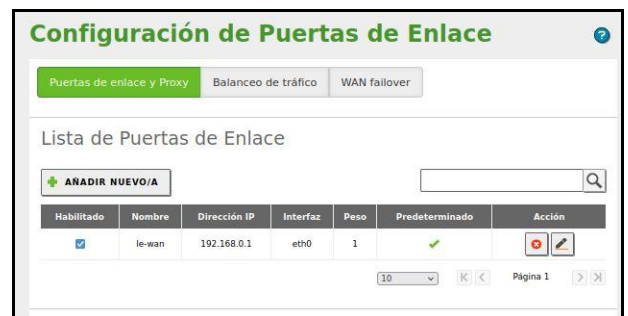 Configuración de Puertas de Enlace
Puertas de enlace y Proxy Balanceo de tráfico WAN failover
Lista de Puertas de Enlace
AÑADIR NUEVO/A
Habilitado Nombre Dirección IP Interfaz Peso Predeterminado Acción
le-wan 192.168.0.1 eth0 1
10 Página 1